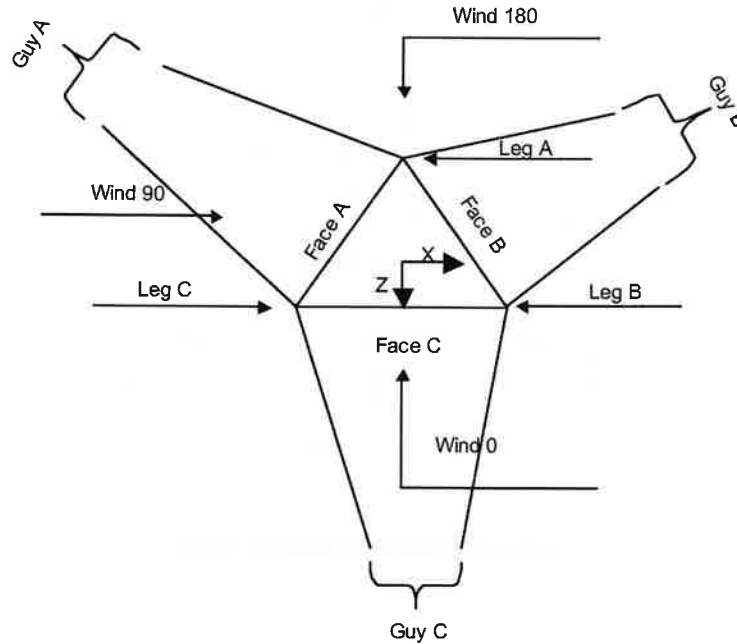 Wind 180
Guy A
Guy B
Leg A
Wind 90
Face A
Face B
X
Z
Leg C
Leg B
Face C
Wind 0
Guy C